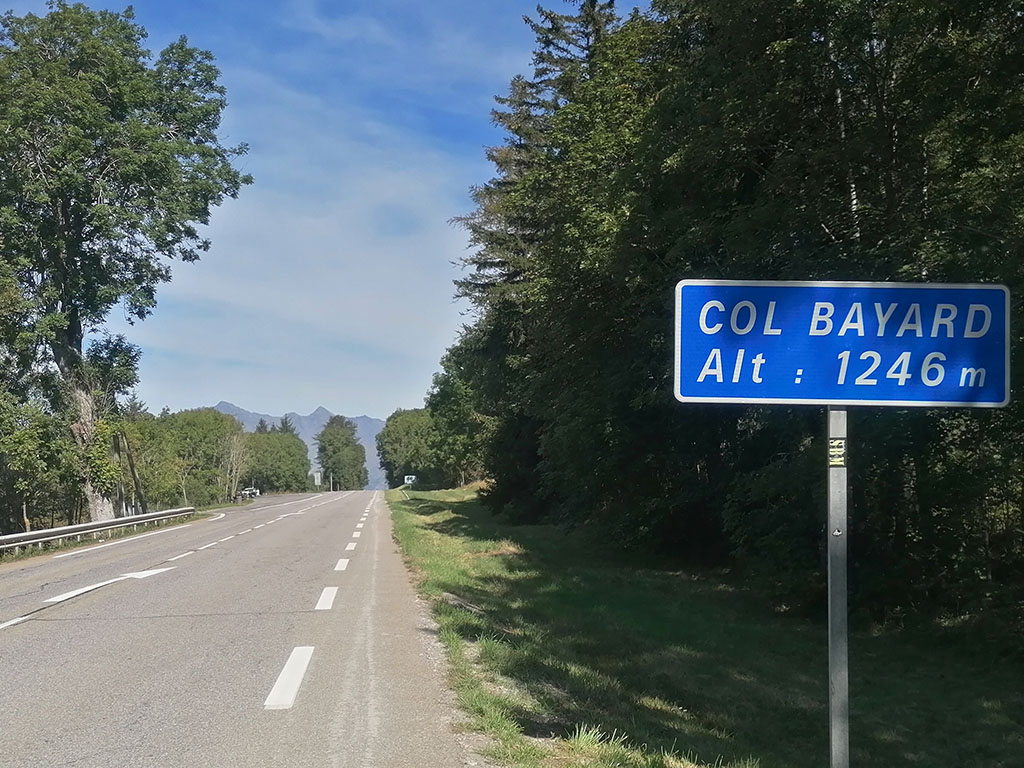 COL BAYARD
Alt : 1246 m